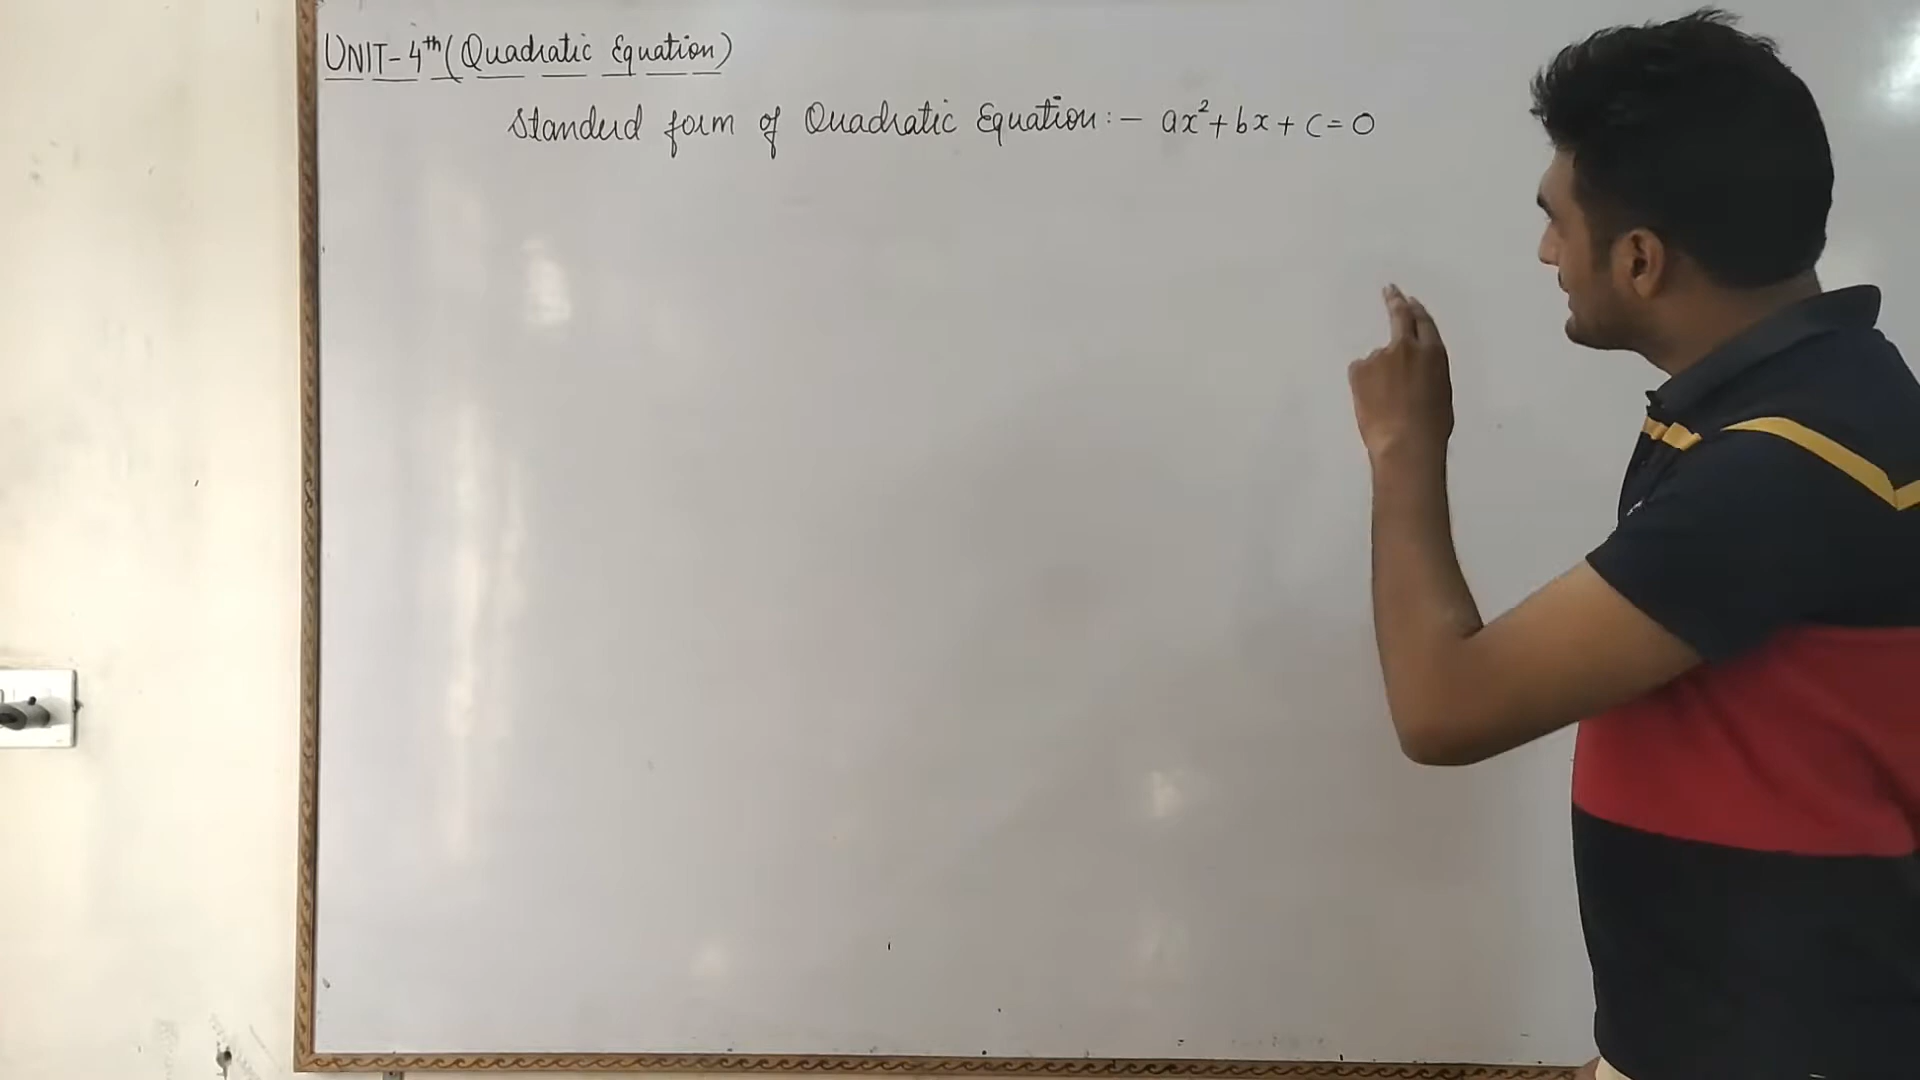 UNIT-4th (Quadratic Equation)
Standerd form of Quadratic Equation:- ax²+bx+c=0